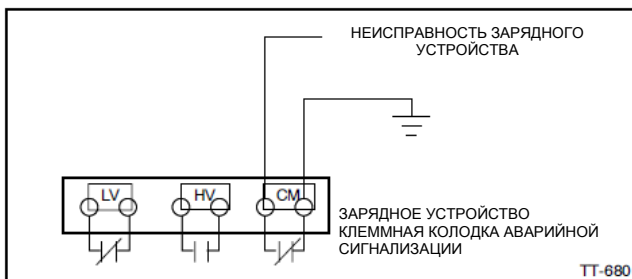 НЕИСПРАВНОСТЬ ЗАРЯДНОГО
УСТРОЙСТВА
LV HV CM
ЗАРЯДНОЕ УСТРОЙСТВО
КЛЕММНАЯ КОЛОДКА АВАРИЙНОЙ
СИГНАЛИЗАЦИИ
TT-680